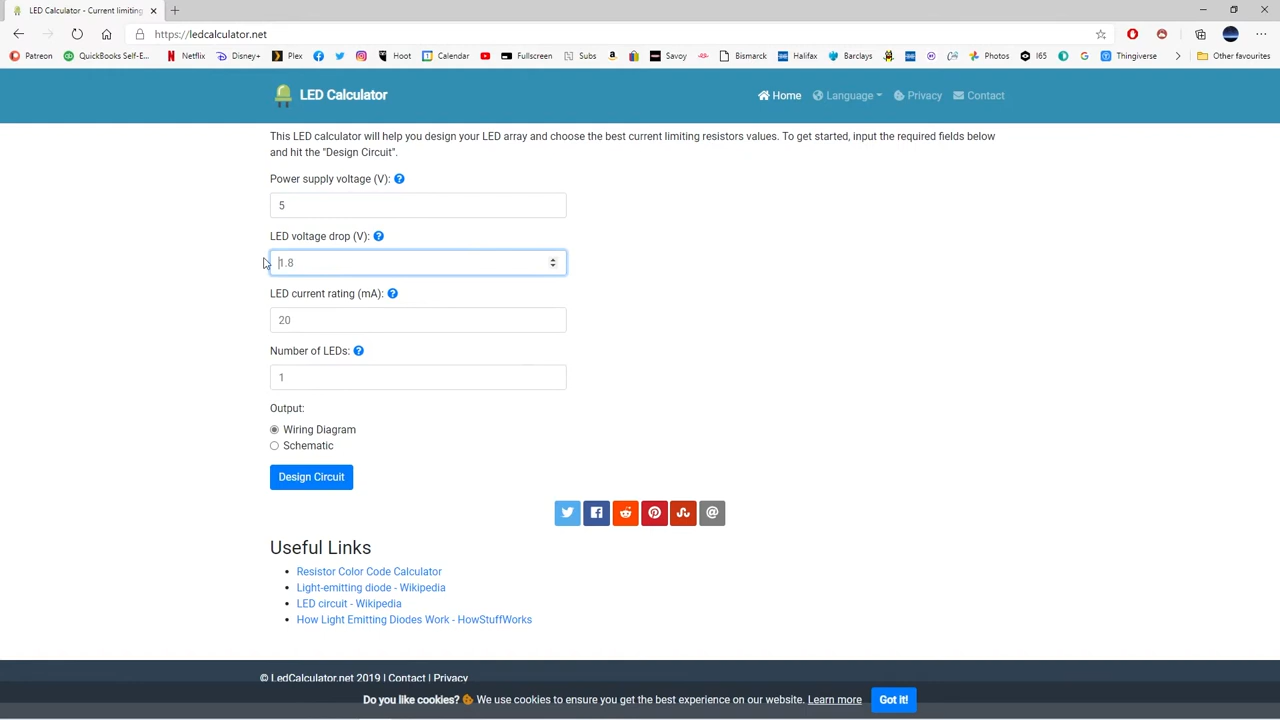 LED Calculator - Current limiting
https://ledcalculator.net
Patreon
QuickBooks Self-E...
Netflix
Disney+
Plex
Hoot
Calendar
Fullscreen
Subs
Savoy
Bismarck
Halifax
Barclays
Photos
I65
Thingiverse
Other favourites
LED Calculator
Home
Language
Privacy
Contact
This LED calculator will help you design your LED array and choose the best current limiting resistors values. To get started, input the required fields below
and hit the "Design Circuit".
Power supply voltage (V):
5
LED voltage drop (V):
1.8
LED current rating (mA):
20
Number of LEDs:
1
Output:
Wiring Diagram
Schematic
Design Circuit
Useful Links
Resistor Color Code Calculator
Light-emitting diode - Wikipedia
LED circuit - Wikipedia
How Light Emitting Diodes Work - HowStuffWorks
© LedCalculator.net 2019 | Contact | Privacy
Do you like cookies? We use cookies to ensure you get the best experience on our website. Learn more
Got it!